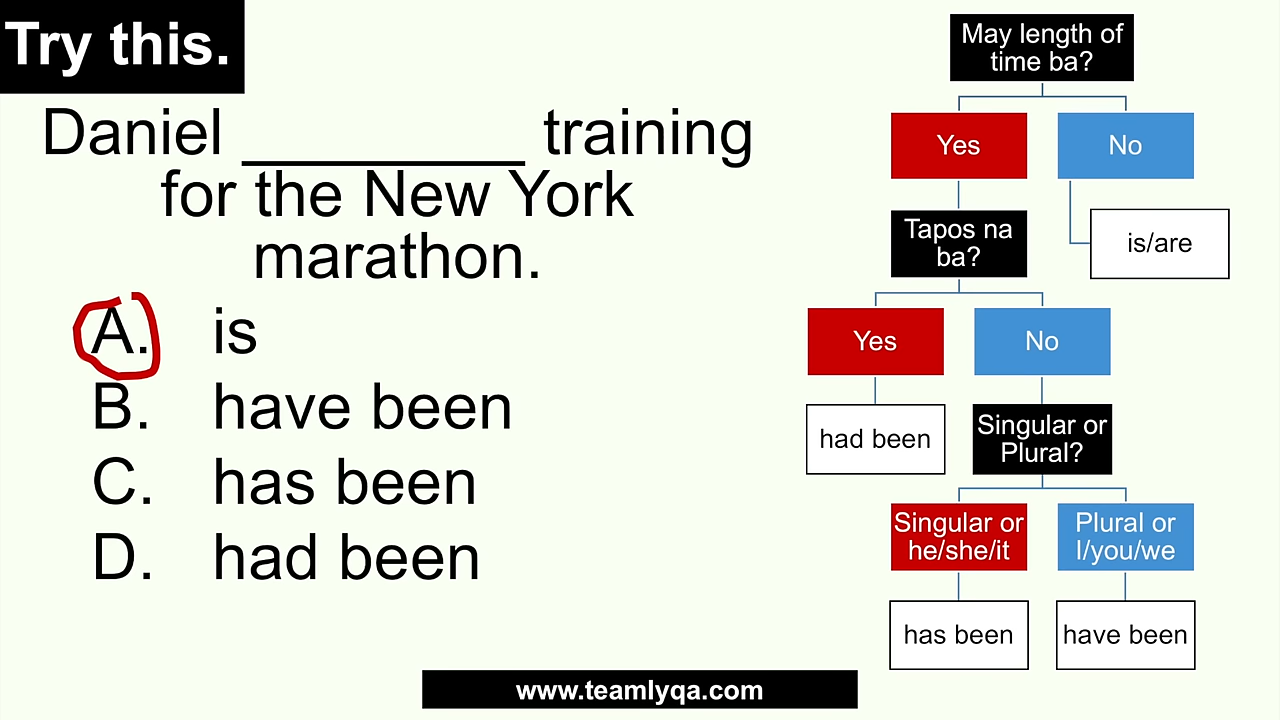 Try this.
Daniel ________ training
for the New York
marathon.
A. is
B. have been
C. has been
D. had been
May length of
time ba?
Yes
No
Tapos na
ba?
is/are
Yes
No
had been
Singular or
Plural?
Singular or
he/she/it
Plural or
I/you/we
has been
have been
www.teamlyqa.com